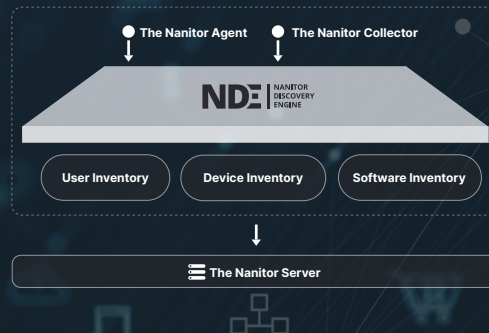 The Nanitor Agent
The Nanitor Collector
NDE
NANITOR
DISCOVERY
ENGINE
User Inventory
Device Inventory
Software Inventory
The Nanitor Server